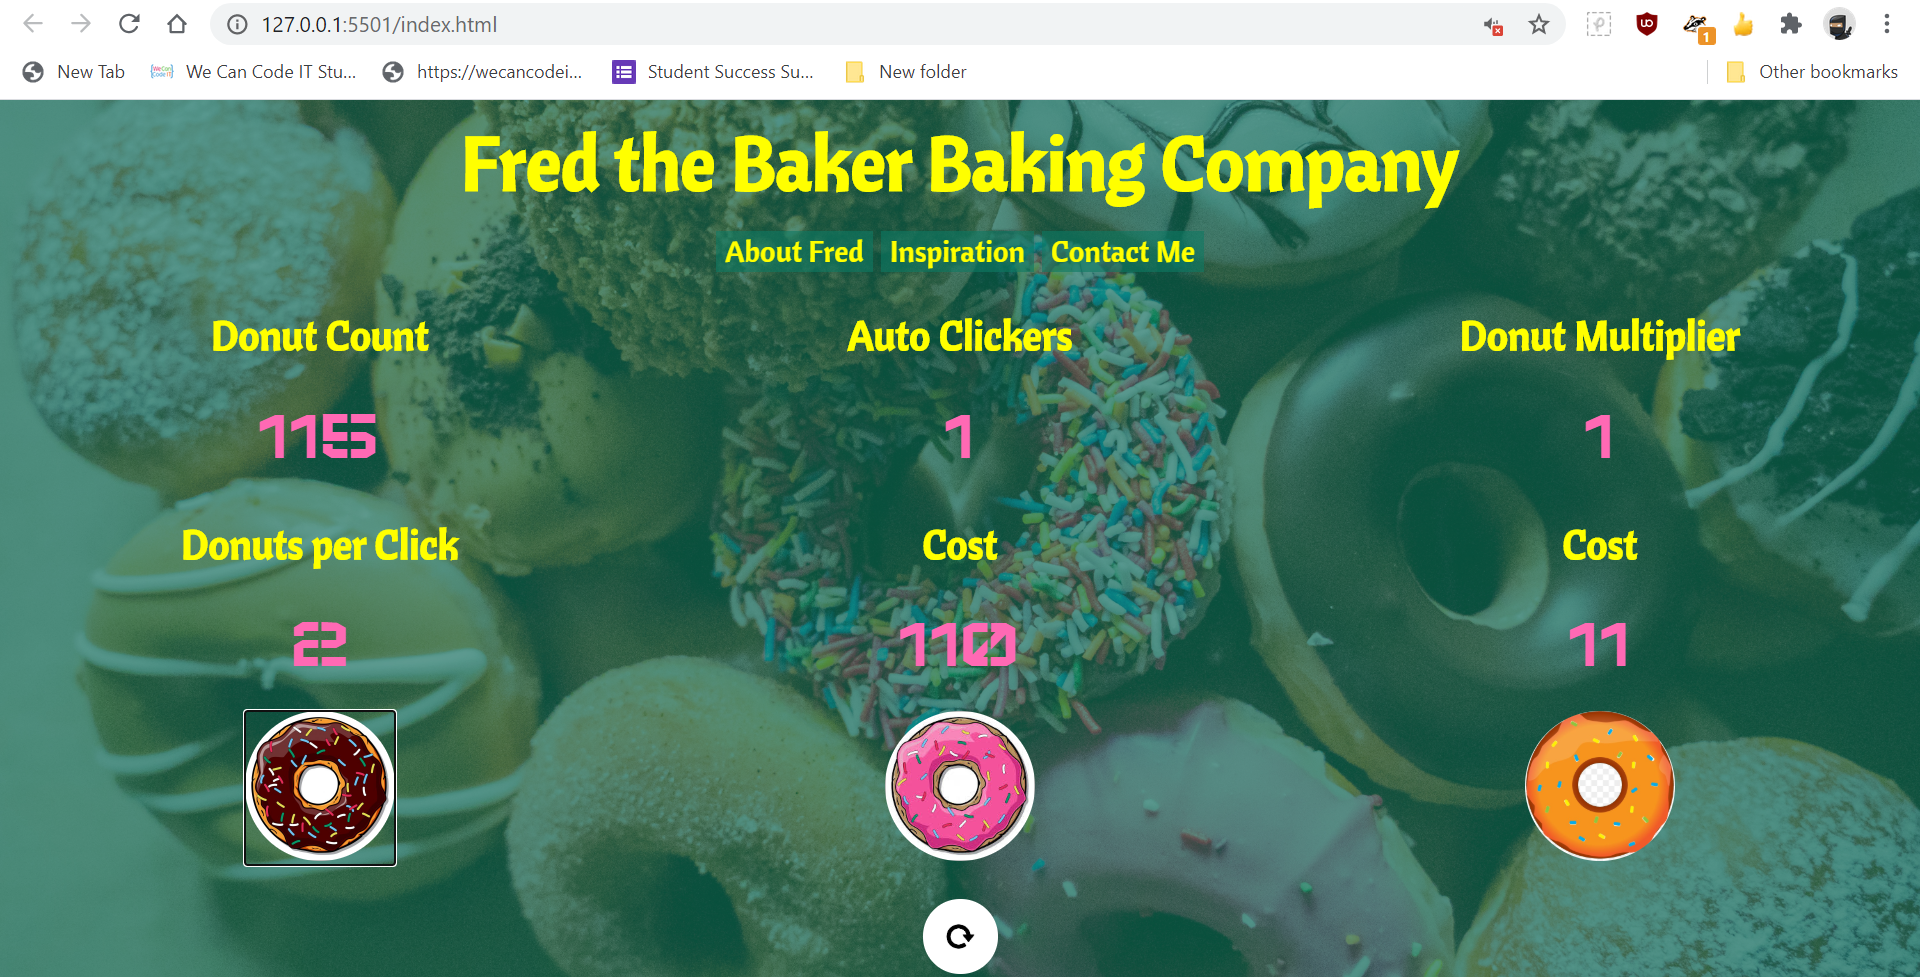 127.0.0.1:5501/index.html
1
New Tab
We Can Code IT Stu...
https://wecancodei...
Student Success Su...
New folder
Other bookmarks
Fred the Baker Baking Company
About Fred Inspiration Contact Me
Donut Count
Auto Clickers
Donut Multiplier
115
1
1
Donuts per Click
Cost
Cost
2
110
11